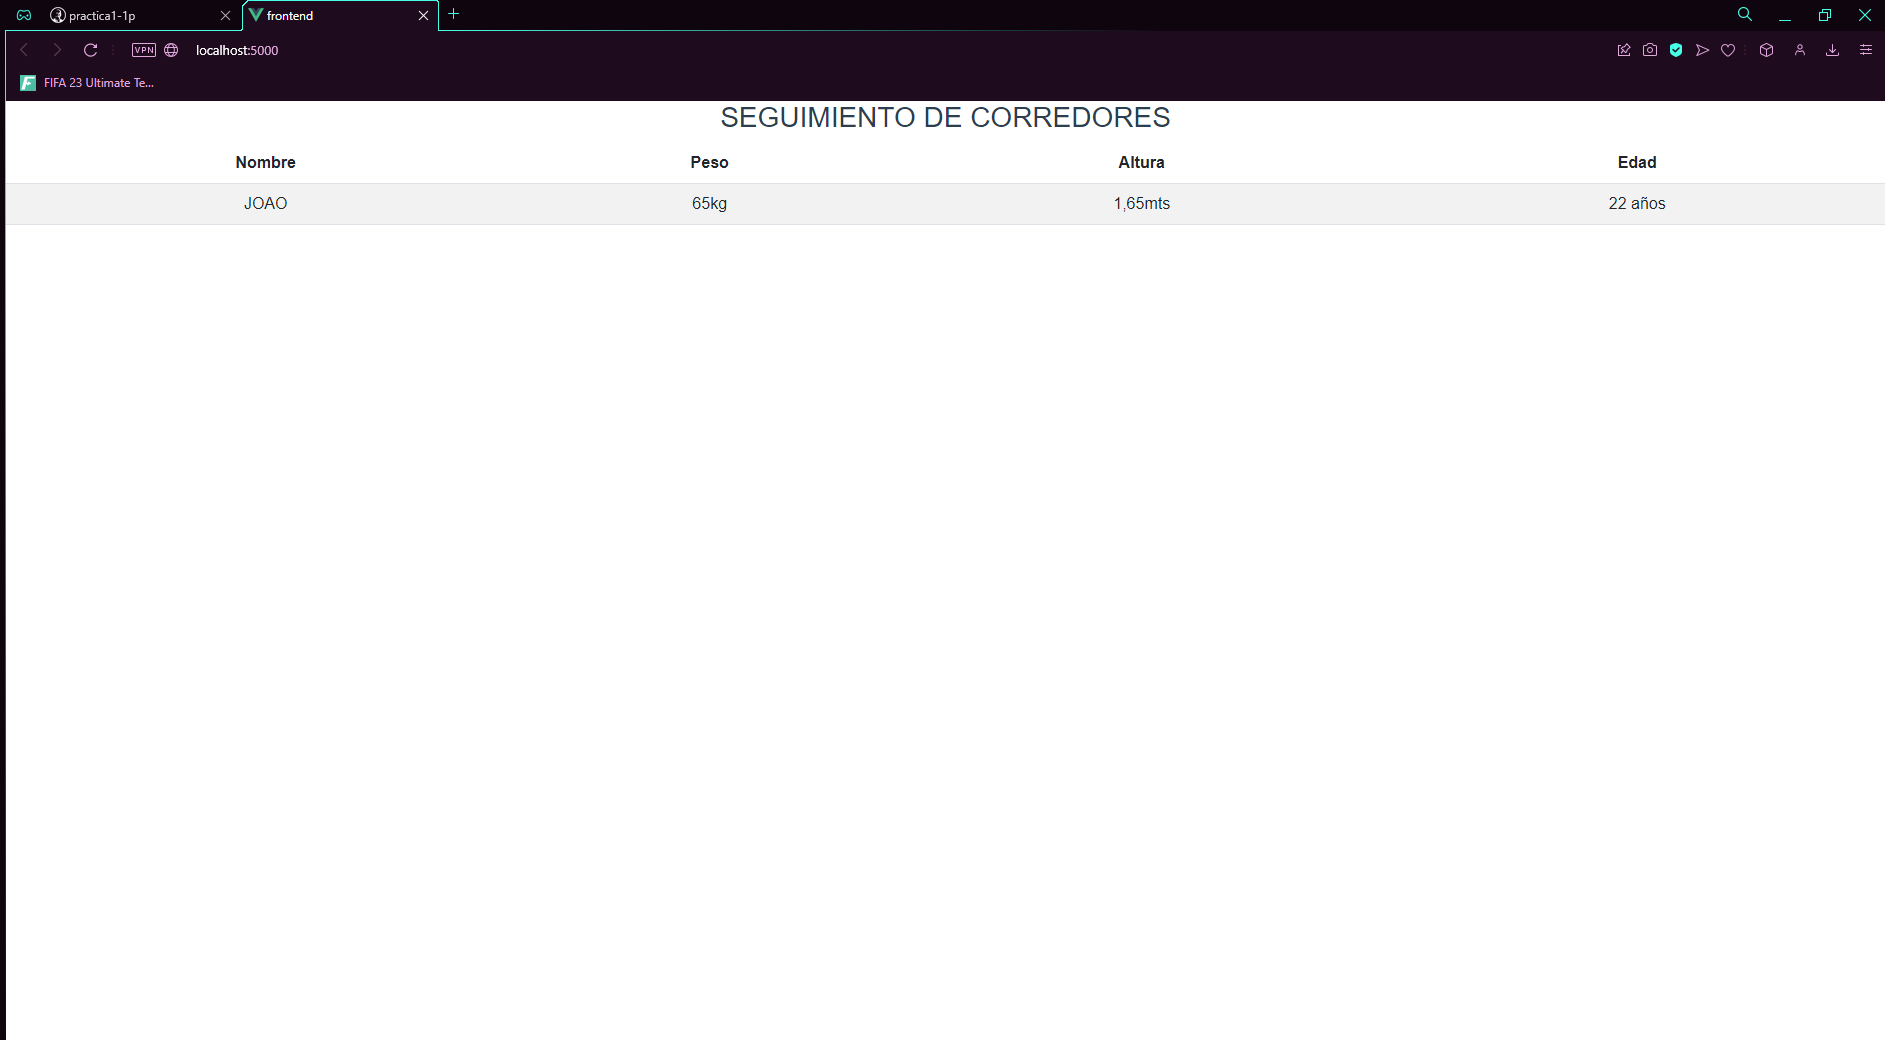 practica1-1p
frontend
VPN
localhost:5000
FIFA 23 Ultimate Te...
SEGUIMIENTO DE CORREDORES
Nombre Peso Altura Edad
JOAO 65kg 1,65mts 22 años